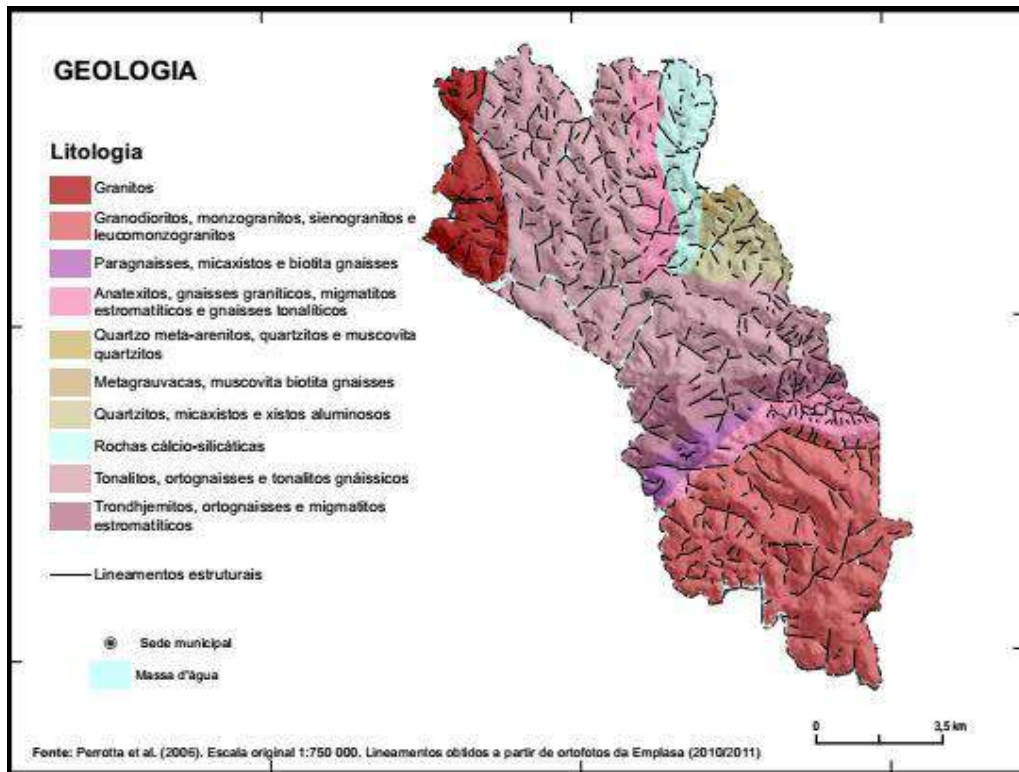 GEOLOGIA
Litologia
Granitos
Granodioritos, monzogranitos, sienogranitos e
leucomonzogranitos
Paragnaisses, micaxistos e biotita gnaisses
Anatexitos, gnaisses graníticos, migmatitos
estromatíticos e gnaisses tonalíticos
Quartzo meta-arenitos, quartzitos e muscovita
quartzitos
Metagrauvacas, muscovita biotita gnaisses
Quartzitos, micaxistos e xistos aluminosos
Rochas cálcio-silicáticas
Tonalitos, ortognaisses e tonalitos gnáissicos
Trondhjemitos, ortognaisses e migmatitos
estromatíticos
Lineamentos estruturais
Sede municipal
Massa d'água
0 3,5 km
Fonte: Perrotta et al. (2006). Escala original 1:750 000. Lineamentos obtidos a partir de ortofotos da Emplasa (2010/2011)